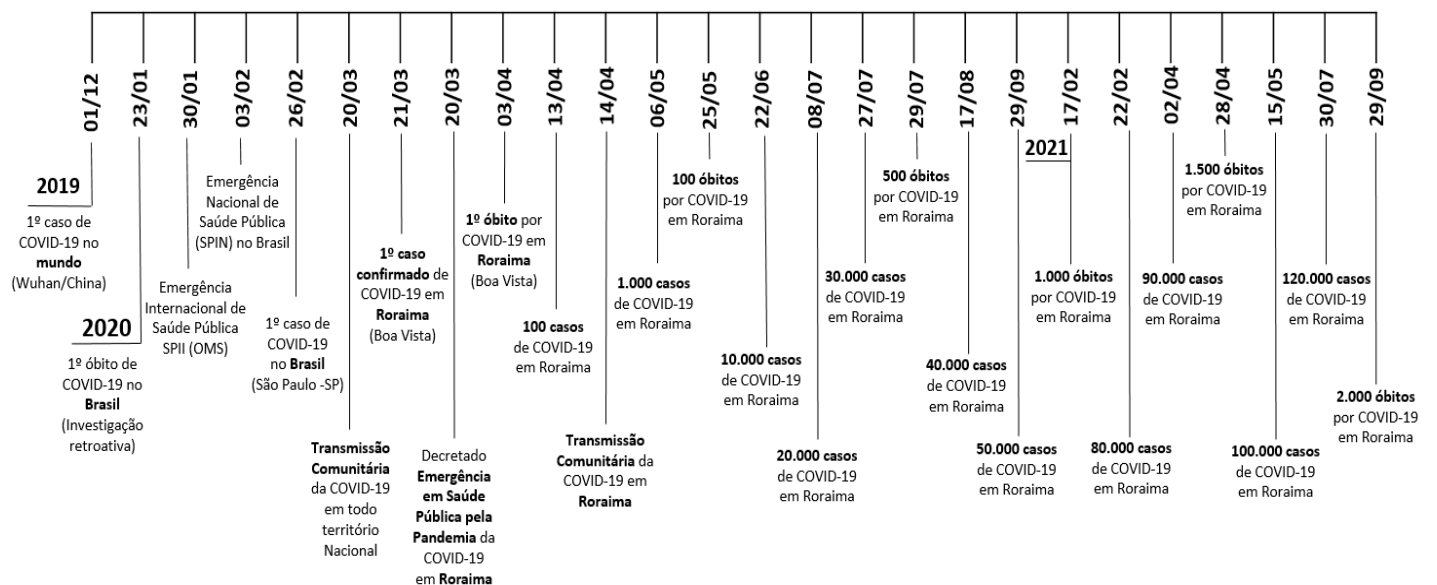 01/12
23/01
30/01
03/02
26/02
20/03
21/03
20/03
03/04
13/04
14/04
06/05
25/05
22/06
08/07
27/07
29/07
17/08
29/09
17/02
22/02
02/04
28/04
15/05
30/07
29/09
2019
1º caso de
COVID-19 no
mundo
(Wuhan/China)
2020
1º óbito de
COVID-19 no
Brasil
(Investigação
retroativa)
Emergência
Internacional de
Saúde Pública
SPII (OMS)
Emergência
Nacional de
Saúde Pública
(SPIN) no Brasil
1º caso de
COVID-19
no Brasil
(São Paulo -SP)
Transmissão
Comunitária
da COVID-19
em todo
território
Nacional
1º caso
confirmado de
COVID-19 em
Roraima
(Boa Vista)
Decretado
Emergência
em Saúde
Pública pela
Pandemia da
COVID-19
em Roraima
1º óbito por
COVID-19 em
Roraima
(Boa Vista)
100 casos
de COVID-19
em Roraima
Transmissão
Comunitária da
COVID-19 em
Roraima
1.000 casos
de COVID-19
em Roraima
100 óbitos
por COVID-19
em Roraima
10.000 casos
de COVID-19
em Roraima
20.000 casos
de COVID-19
em Roraima
30.000 casos
de COVID-19
em Roraima
500 óbitos
por COVID-19
em Roraima
40.000 casos
de COVID-19
em Roraima
50.000 casos
de COVID-19
em Roraima
2021
1.000 óbitos
por COVID-19
em Roraima
80.000 casos
de COVID-19
em Roraima
90.000 casos
de COVID-19
em Roraima
1.500 óbitos
por COVID-19
em Roraima
100.000 casos
de COVID-19
em Roraima
120.000 casos
de COVID-19
em Roraima
2.000 óbitos
por COVID-19
em Roraima